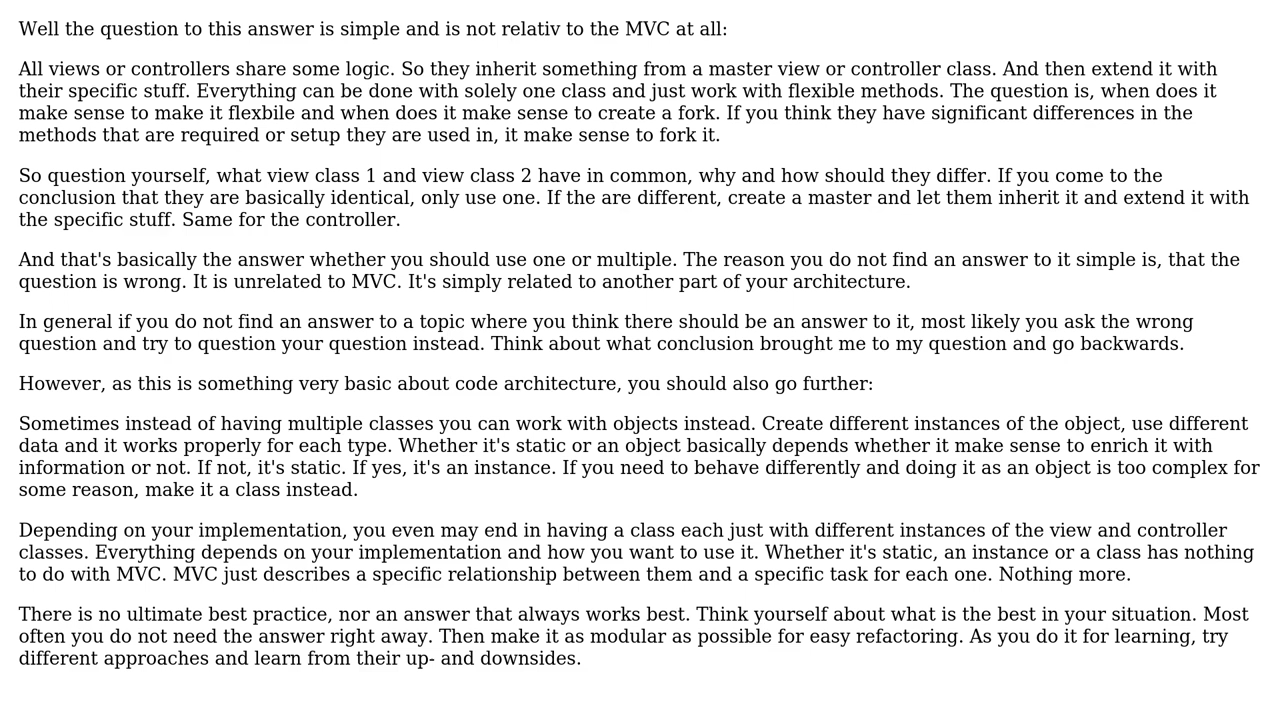 Well the question to this answer is simple and is not relativ to the MVC at all:
All views or controllers share some logic. So they inherit something from a master view or controller class. And then extend it with
their specific stuff. Everything can be done with solely one class and just work with flexible methods. The question is, when does it
make sense to make it flexbile and when does it make sense to create a fork. If you think they have significant differences in the
methods that are required or setup they are used in, it make sense to fork it.
So question yourself, what view class 1 and view class 2 have in common, why and how should they differ. If you come to the
conclusion that they are basically identical, only use one. If the are different, create a master and let them inherit it and extend it with
the specific stuff. Same for the controller.
And that's basically the answer whether you should use one or multiple. The reason you do not find an answer to it simple is, that the
question is wrong. It is unrelated to MVC. It's simply related to another part of your architecture.
In general if you do not find an answer to a topic where you think there should be an answer to it, most likely you ask the wrong
question and try to question your question instead. Think about what conclusion brought me to my question and go backwards.
However, as this is something very basic about code architecture, you should also go further:
Sometimes instead of having multiple classes you can work with objects instead. Create different instances of the object, use different
data and it works properly for each type. Whether it's static or an object basically depends whether it make sense to enrich it with
information or not. If not, it's static. If yes, it's an instance. If you need to behave differently and doing it as an object is too complex for
some reason, make it a class instead.
Depending on your implementation, you even may end in having a class each just with different instances of the view and controller
classes. Everything depends on your implementation and how you want to use it. Whether it's static, an instance or a class has nothing
to do with MVC. MVC just describes a specific relationship between them and a specific task for each one. Nothing more.
There is no ultimate best practice, nor an answer that always works best. Think yourself about what is the best in your situation. Most
often you do not need the answer right away. Then make it as modular as possible for easy refactoring. As you do it for learning, try
different approaches and learn from their up- and downsides.